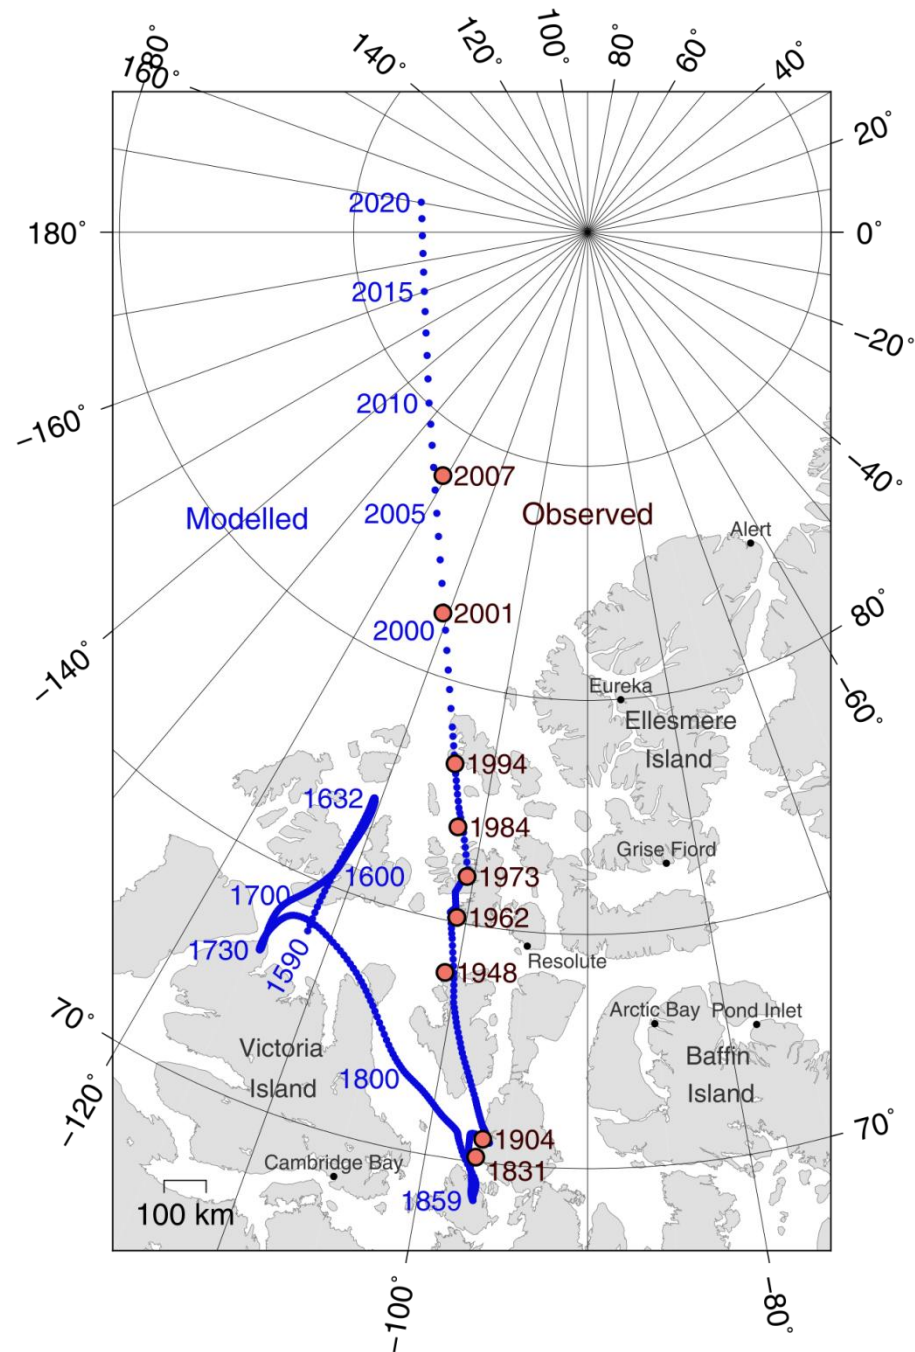 180°
160°
140°
120°
100°
80°
60°
40°
20°
2020
180°
0°
2015
−20°
2010
−160°
−40°
2007
2005
Modelled
Observed
Alert
2001
2000
80°
−140°
−60°
Eureka
Ellesmere
Island
1994
1632
1984
Grise Fiord
1600
1973
1700
1962
1730
1590
Resolute
1948
70°
Arctic Bay
Pond Inlet
Victoria
Island
Baffin
Island
1800
−120°
70°
1904
Cambridge Bay
1831
1859
100 km
−100°
−80°